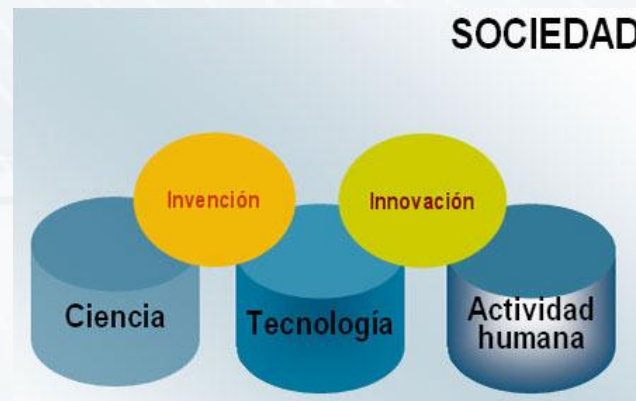 SOCIEDAD
Invención
Innovación
Ciencia
Tecnología
Actividad
humana